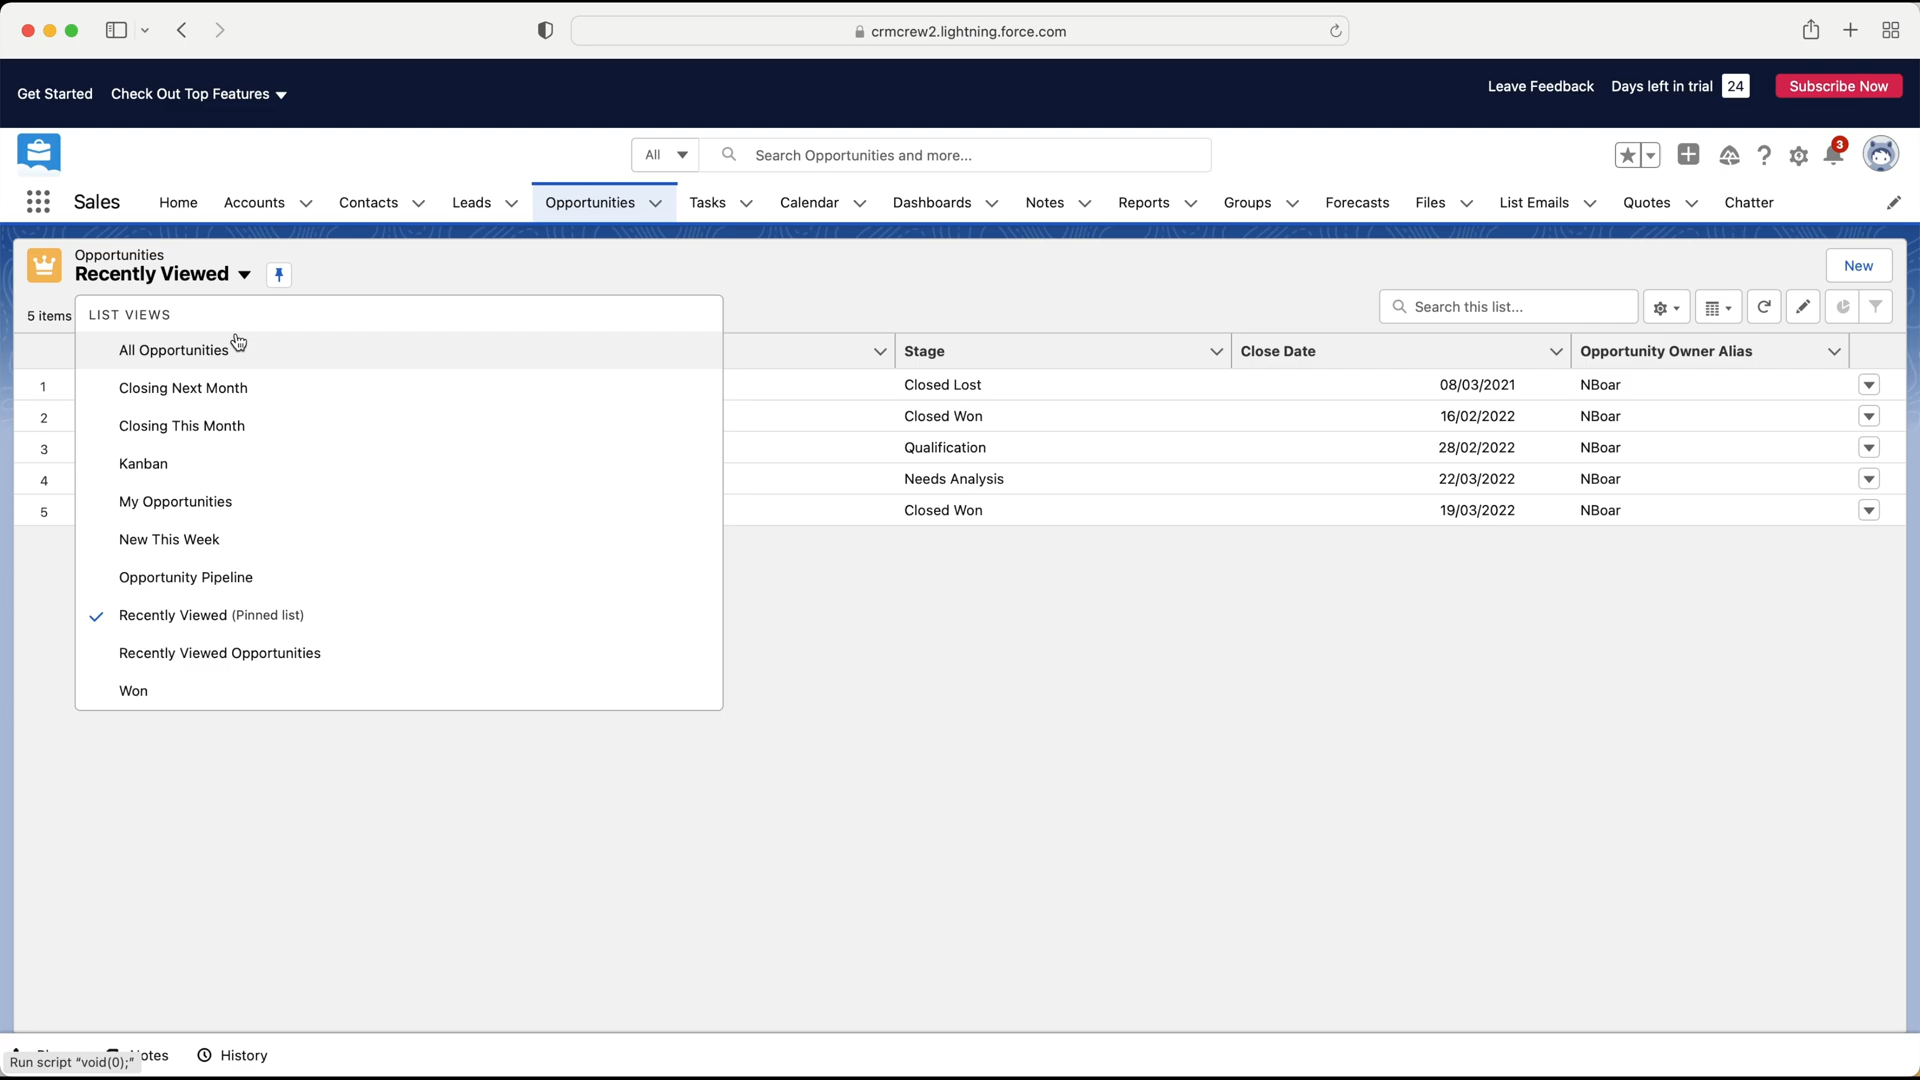 crmcrew2.lightning.force.com
Get Started Check Out Top Features Leave Feedback Days left in trial 24 Subscribe Now
All Search Opportunities and more... 3
Sales Home Accounts Contacts Leads Opportunities Tasks Calendar Dashboards Notes Reports Groups Forecasts Files List Emails Quotes Chatter
Opportunities
Recently Viewed
New
5 items
Search this list...
LIST VIEWS
All Opportunities
Closing Next Month
Closing This Month
Kanban
My Opportunities
New This Week
Opportunity Pipeline
Recently Viewed (Pinned list)
Recently Viewed Opportunities
Won
Stage Close Date Opportunity Owner Alias
1 Closed Lost 08/03/2021 NBoar
2 Closed Won 16/02/2022 NBoar
3 Qualification 28/02/2022 NBoar
4 Needs Analysis 22/03/2022 NBoar
5 Closed Won 19/03/2022 NBoar
otes History
Run script "void(0);"